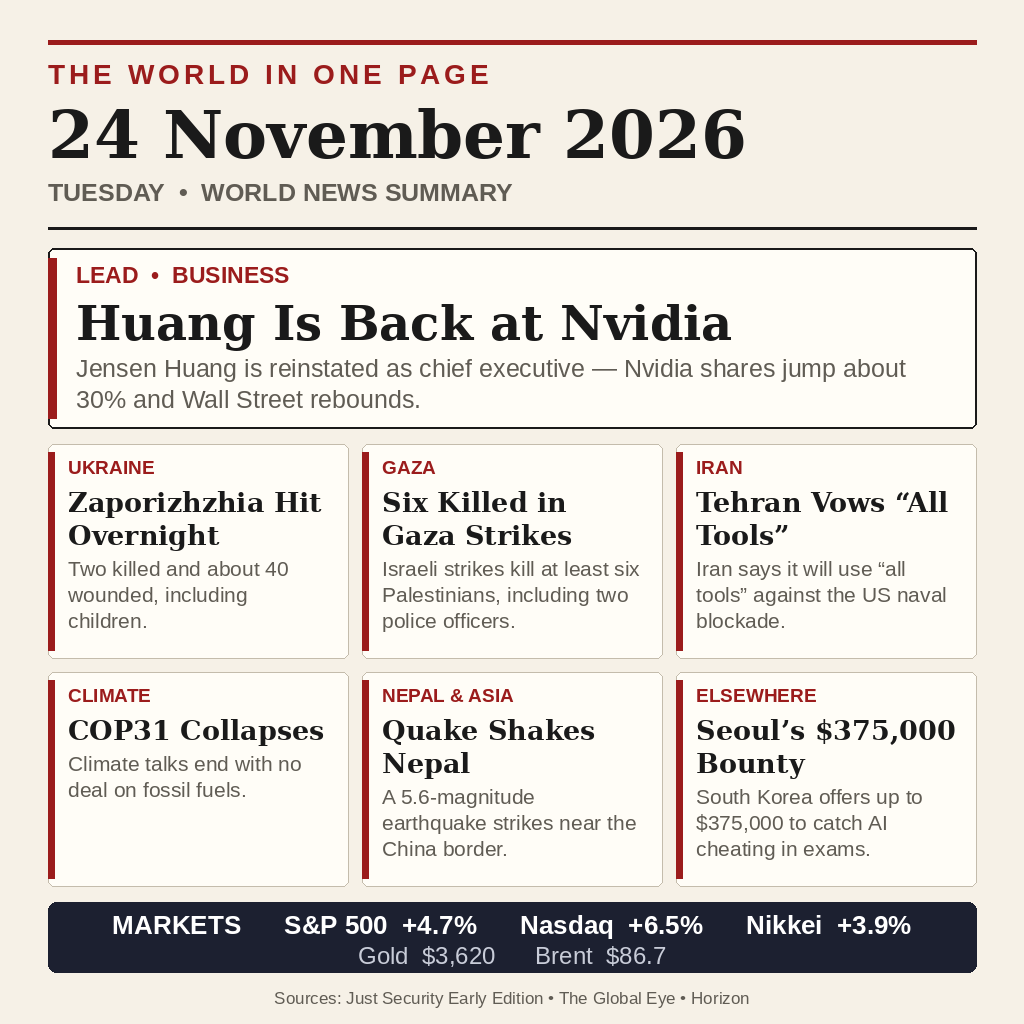 THE WORLD IN ONE PAGE
24 November 2026
TUESDAY • WORLD NEWS SUMMARY
LEAD • BUSINESS
Huang Is Back at Nvidia
Jensen Huang is reinstated as chief executive — Nvidia shares jump about
30% and Wall Street rebounds.
UKRAINE
Zaporizhzhia Hit
Overnight
Two killed and about 40
wounded, including
children.
GAZA
Six Killed in
Gaza Strikes
Israeli strikes kill at least six
Palestinians, including two
police officers.
IRAN
Tehran Vows “All
Tools”
Iran says it will use “all
tools” against the US naval
blockade.
CLIMATE
COP31 Collapses
Climate talks end with no
deal on fossil fuels.
NEPAL & ASIA
Quake Shakes
Nepal
A 5.6-magnitude
earthquake strikes near the
China border.
ELSEWHERE
Seoul’s $375,000
Bounty
South Korea offers up to
$375,000 to catch AI
cheating in exams.
MARKETS S&P 500 +4.7% Nasdaq +6.5% Nikkei +3.9%
Gold $3,620 Brent $86.7
Sources: Just Security Early Edition • The Global Eye • Horizon